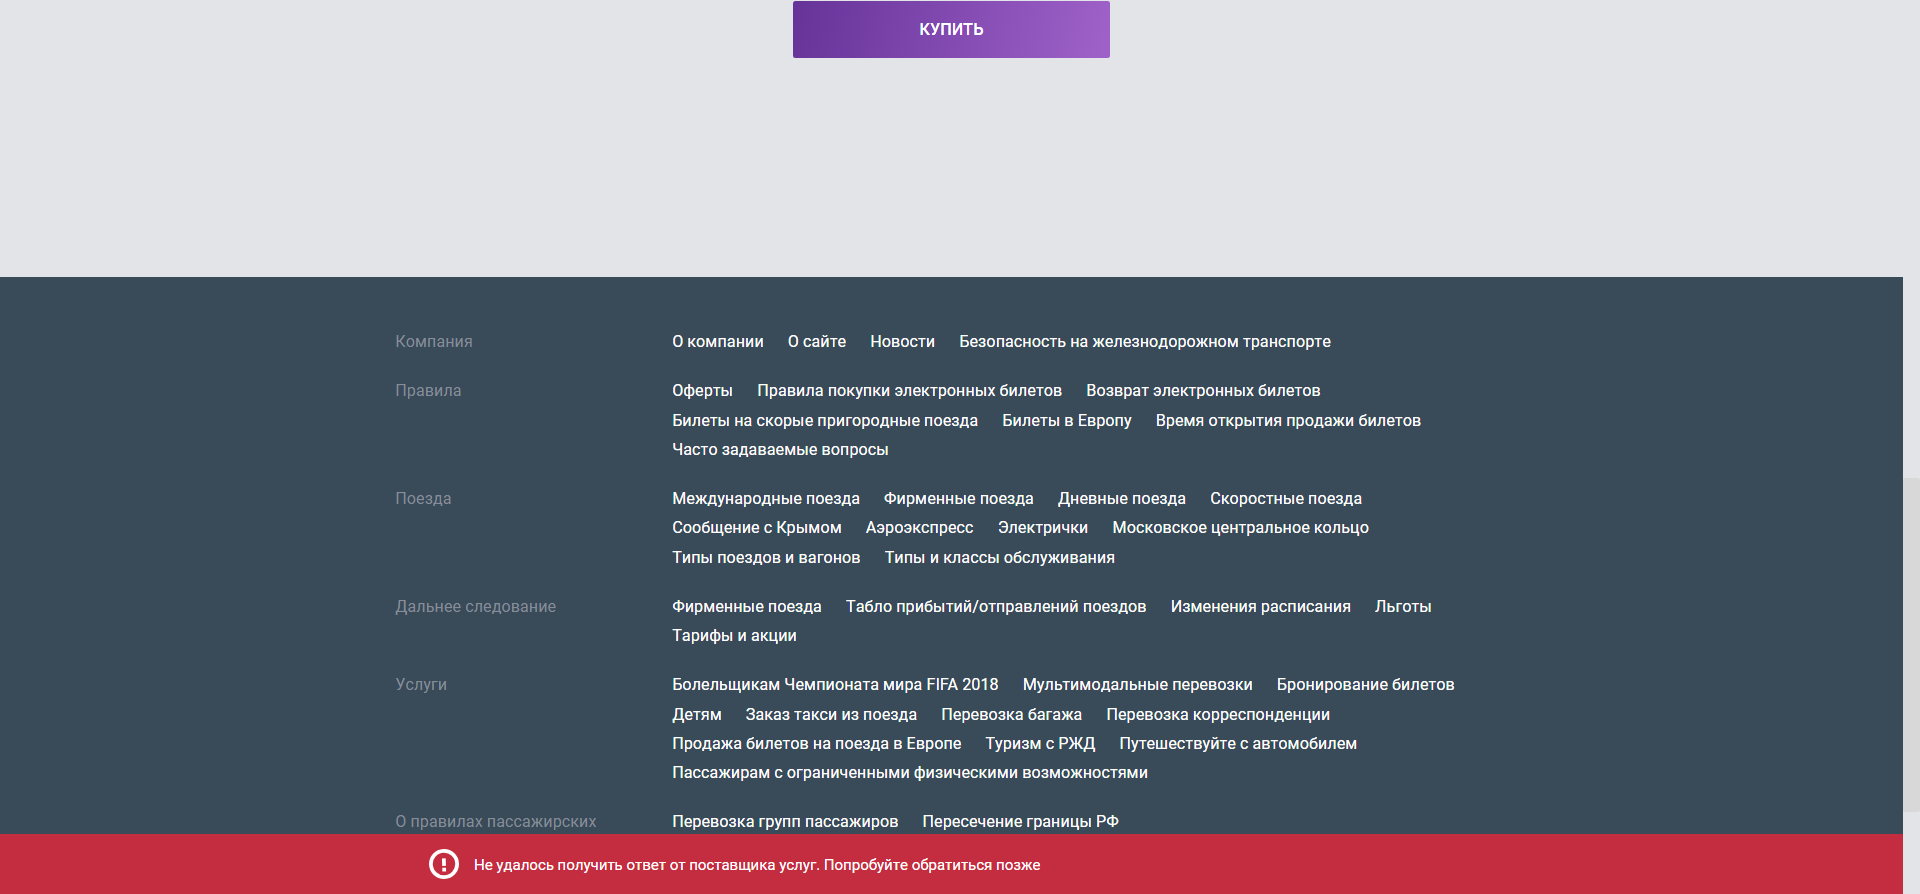 КУПИТЬ
Компания
О компании О сайте Новости Безопасность на железнодорожном транспорте
Правила
Оферты Правила покупки электронных билетов Возврат электронных билетов
Билеты на скорые пригородные поезда Билеты в Европу Время открытия продажи билетов
Часто задаваемые вопросы
Поезда
Международные поезда Фирменные поезда Дневные поезда Скоростные поезда
Сообщение с Крымом Аэроэкспресс Электрички Московское центральное кольцо
Типы поездов и вагонов Типы и классы обслуживания
Дальнее следование
Фирменные поезда Табло прибытий/отправлений поездов Изменения расписания Льготы
Тарифы и акции
Услуги
Болельщикам Чемпионата мира FIFA 2018 Мультимодальные перевозки Бронирование билетов
Детям Заказ такси из поезда Перевозка багажа Перевозка корреспонденции
Продажа билетов на поезда в Европе Туризм с РЖД Путешествуйте с автомобилем
Пассажирам с ограниченными физическими возможностями
О правилах пассажирских
Перевозка групп пассажиров Пересечение границы РФ
Не удалось получить ответ от поставщика услуг. Попробуйте обратиться позже